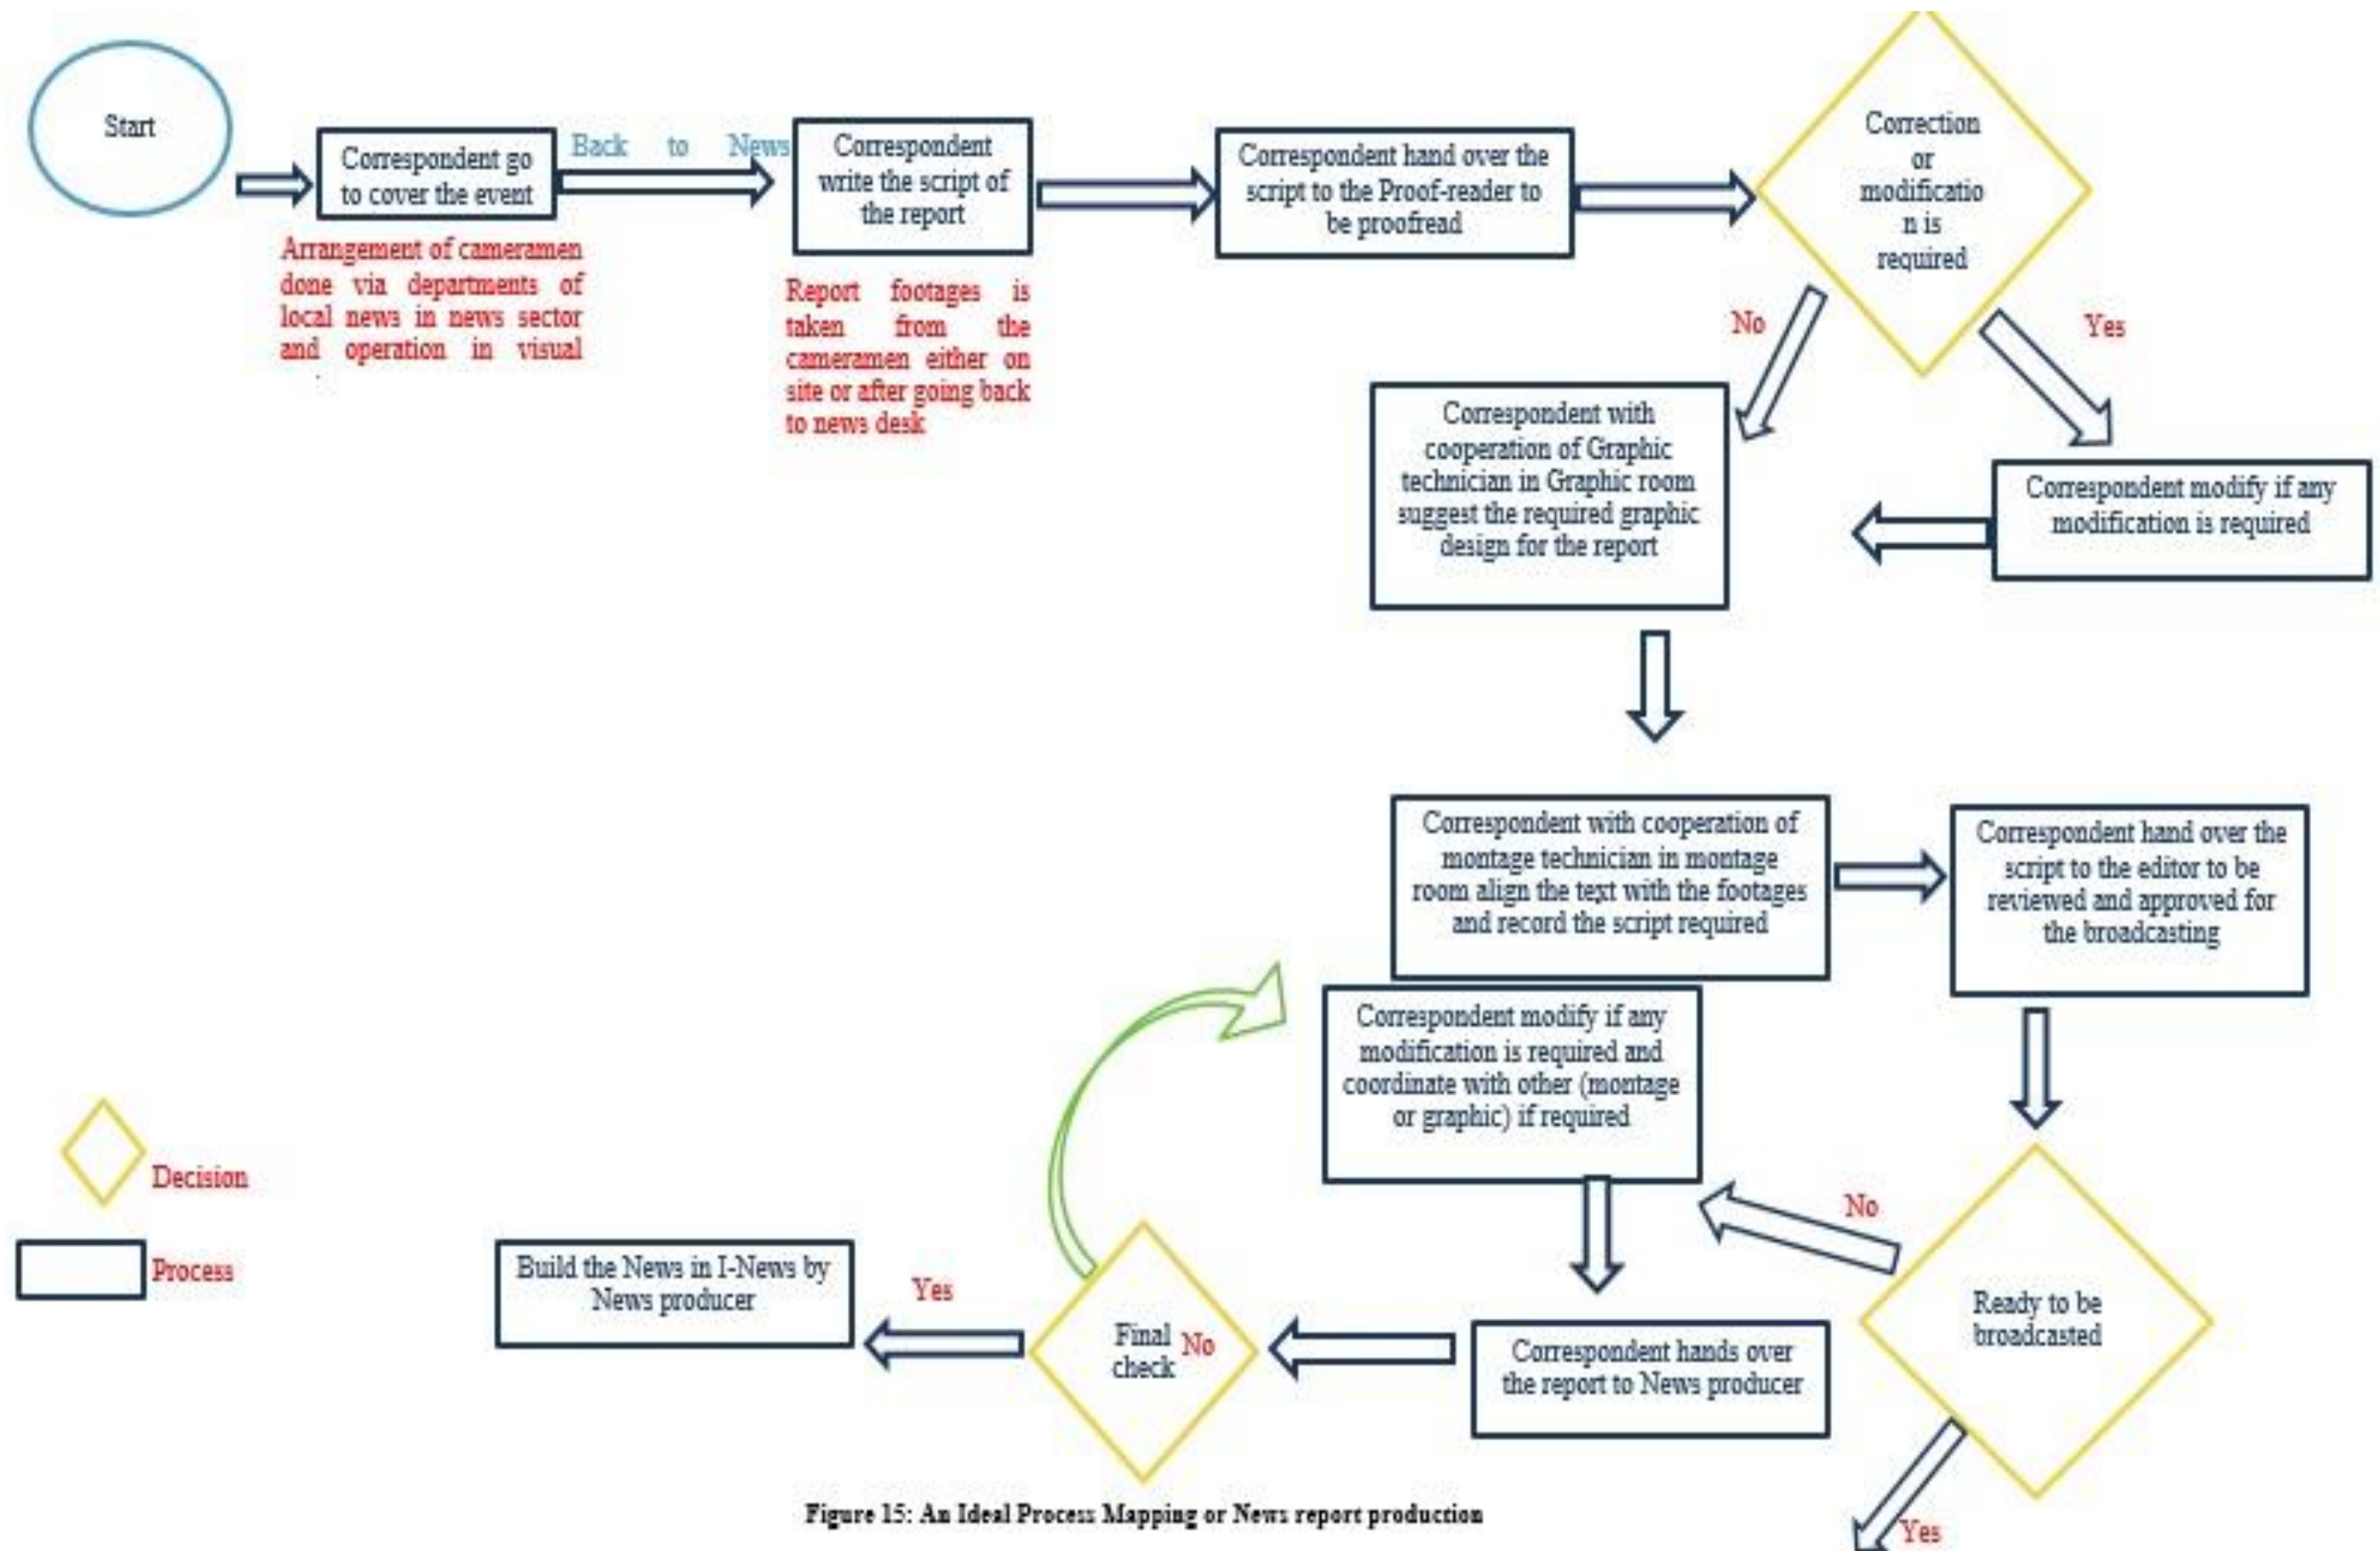 Start
Correspondent go
to cover the event
Back to News
Arrangement of cameramen
done via departments of
local news in news sector
and operation in visual
Correspondent
write the script of
the report
Report footages is
taken from the
cameramen either on
site or after going back
to news desk
Correspondent hand over the
script to the Proof-reader to
be proofread
Correction
or
modificatio
n is
required
No
Yes
Correspondent with
cooperation of Graphic
technician in Graphic room
suggest the required graphic
design for the report
Correspondent modify if any
modification is required
Correspondent with cooperation of
montage technician in montage
room align the text with the footages
and record the script required
Correspondent hand over the
script to the editor to be
reviewed and approved for
the broadcasting
Correspondent modify if any
modification is required and
coordinate with other (montage
or graphic) if required
No
Ready to be
broadcasted
Yes
Correspondent hands over
the report to News producer
Final
check
No
Yes
Build the News in I-News by
News producer
Decision
Process
Figure 15: An Ideal Process Mapping or News report production